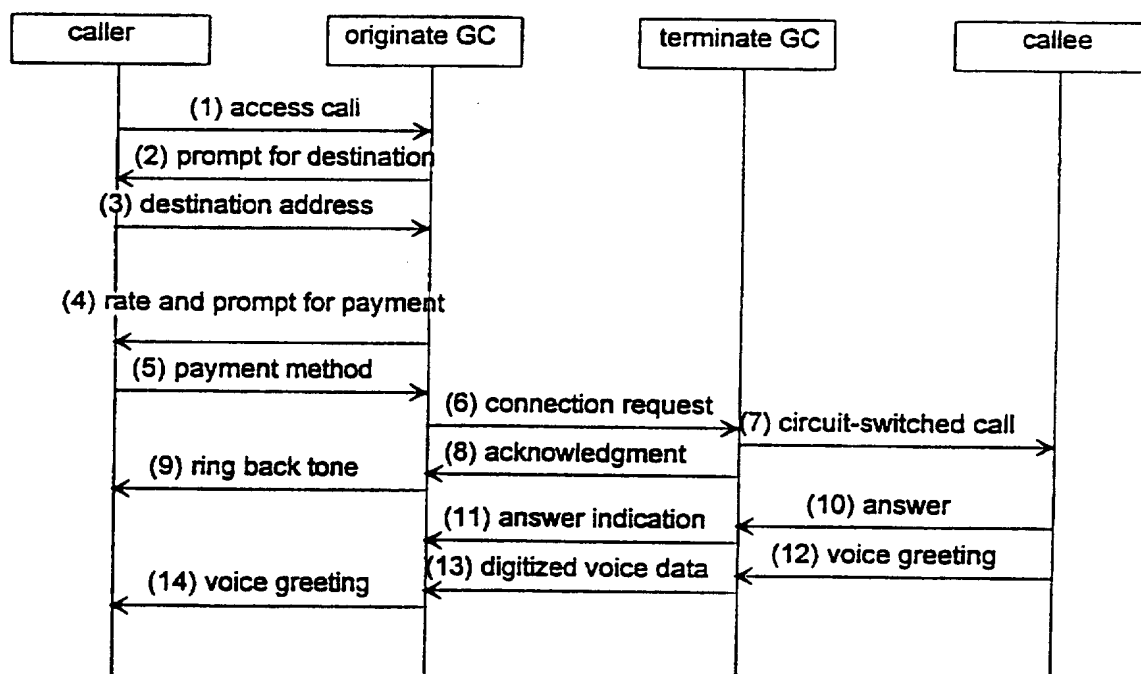 caller
originate GC
terminate GC
callee
(1) access call
(2) prompt for destination
(3) destination address
(4) rate and prompt for payment
(5) payment method
(6) connection request
(7) circuit-switched call
(8) acknowledgment
(9) ring back tone
(10) answer
(11) answer indication
(12) voice greeting
(13) digitized voice data
(14) voice greeting